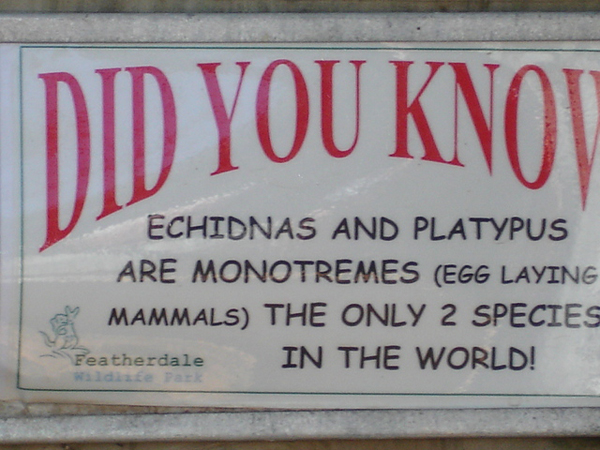 DID YOU KNOW
ECHIDNAS AND PLATYPUS
ARE MONOTREMES (EGG LAYING
MAMMALS) THE ONLY 2 SPECIES
IN THE WORLD!
Featherdale
Wildlife Park